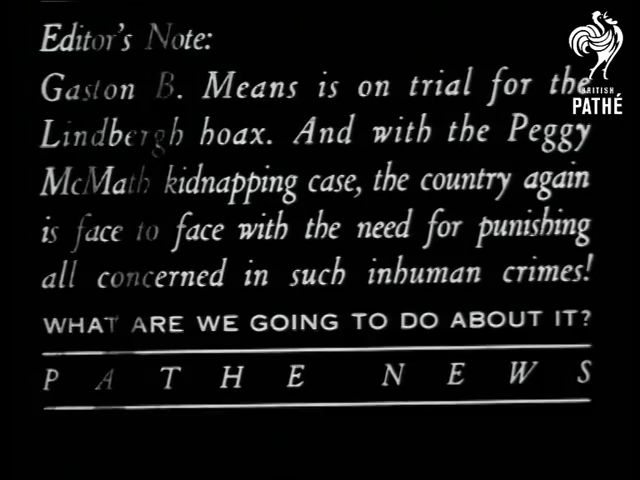 Editor's Note:
Gaston B. Means is on trial for the
Lindbergh hoax. And with the Peggy
McMath kidnapping case, the country again
is face to face with the need for punishing
all concerned in such inhuman crimes!
WHAT ARE WE GOING TO DO ABOUT IT?
PATHE NEWS
BRITISH
PATHÉ